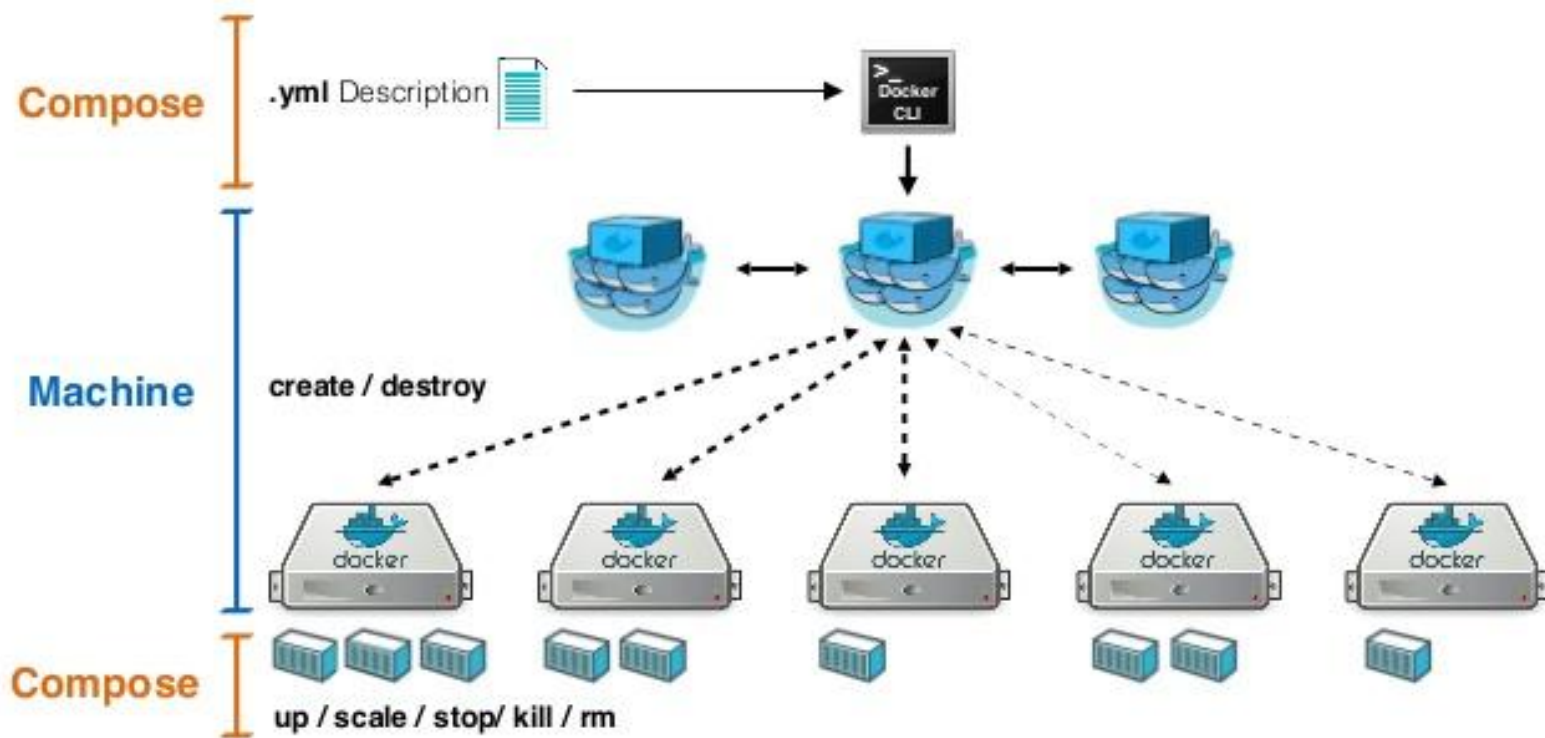 Compose
.yml Description
>_
Docker
CLI
Machine
create / destroy
docker
docker
docker
docker
docker
Compose
up / scale / stop/ kill / rm